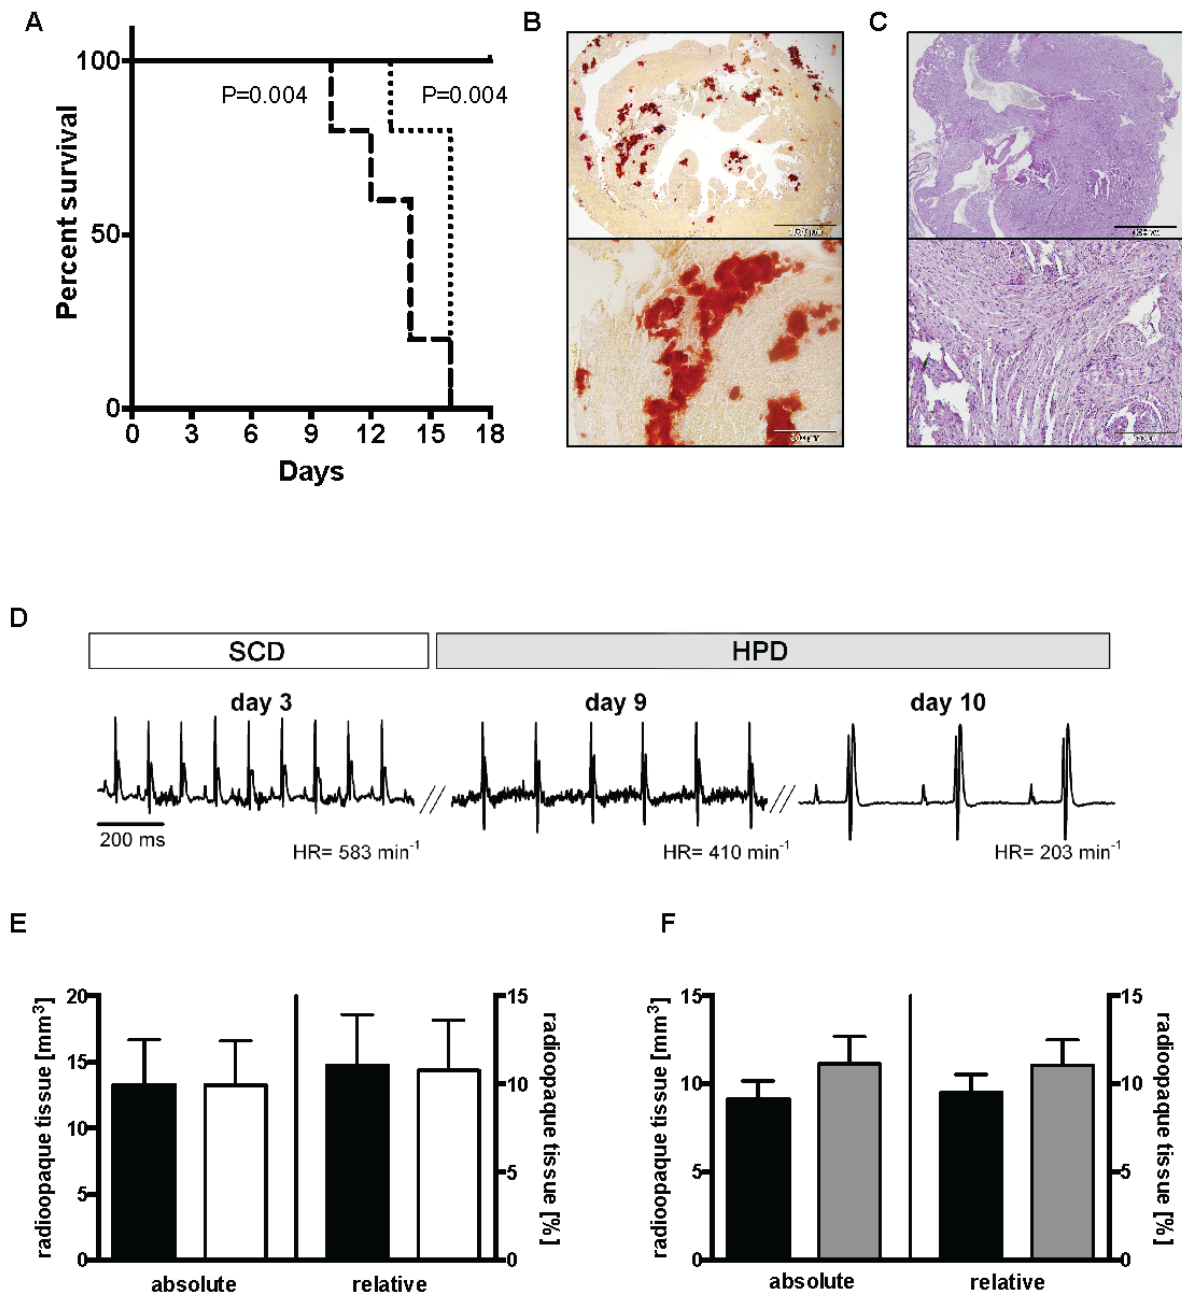 A
B
C
100
50
0
P=0.004
P=0.004
Percent survival
0 3 6 9 12 15 18
Days
D
SCD
HPD
day 3
day 9
day 10
200 ms
HR= 583 min-1
HR= 410 min-1
HR= 203 min-1
E
radioopaque tissue [mm3]
20
15
10
5
0
15
10
5
0
radioopaque tissue [%]
absolute
relative
F
radioopaque tissue [mm3]
15
10
5
0
15
10
5
0
radioopaque tissue [%]
absolute
relative